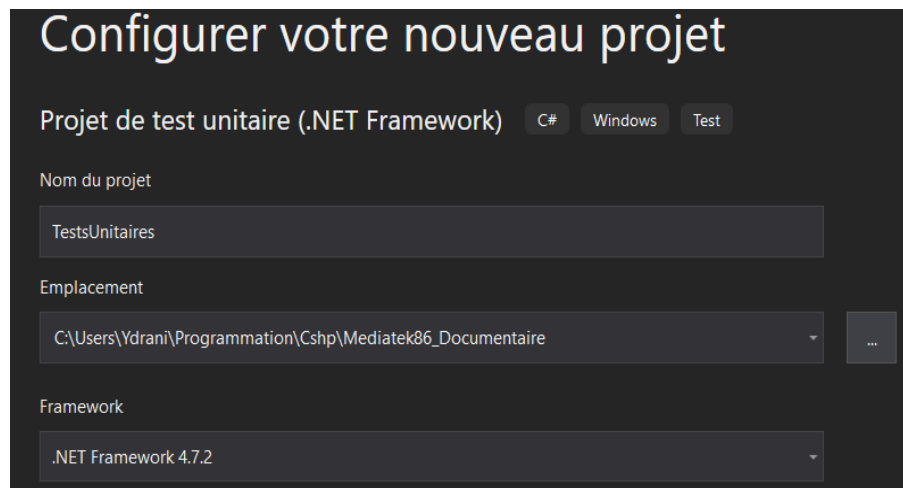 Configurer votre nouveau projet
Projet de test unitaire (.NET Framework) C# Windows Test
Nom du projet
TestsUnitaires
Emplacement
C:\Users\Ydrani\Programmation\Cshp\Mediatek86_Documentaire
...
Framework
.NET Framework 4.7.2